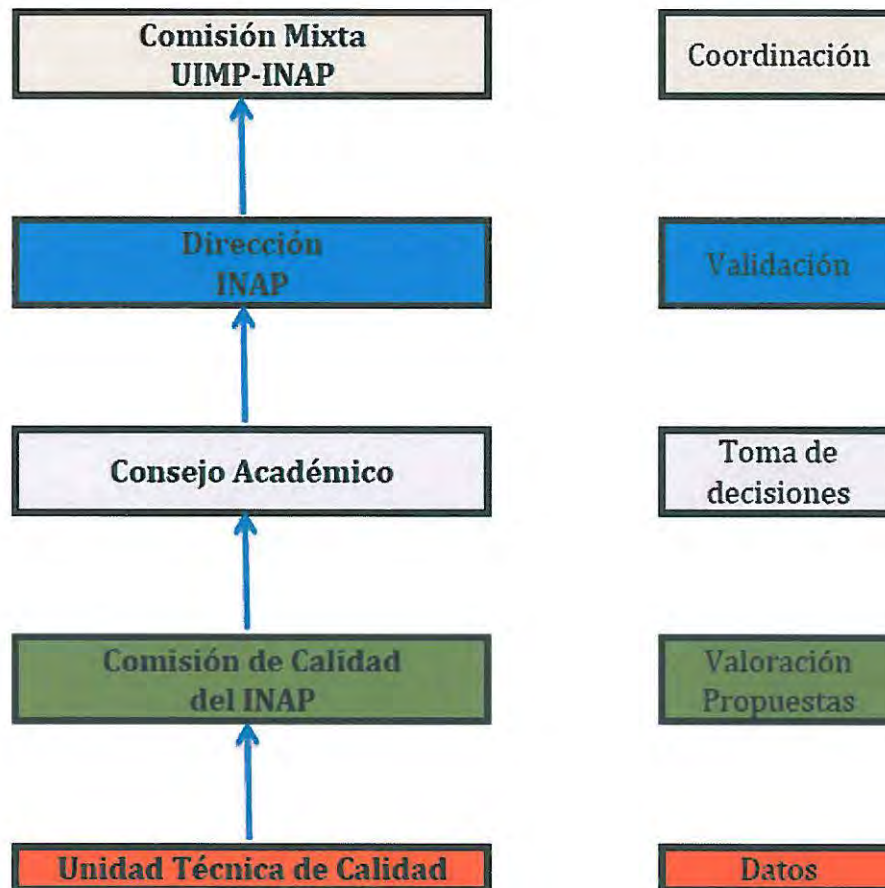 Comisión Mixta
UIMP-INAP
Coordinación
Dirección
INAP
Validación
Consejo Académico
Toma de
decisiones
Comisión de Calidad
del INAP
Valoración
Propuestas
Unidad Técnica de Calidad
Datos